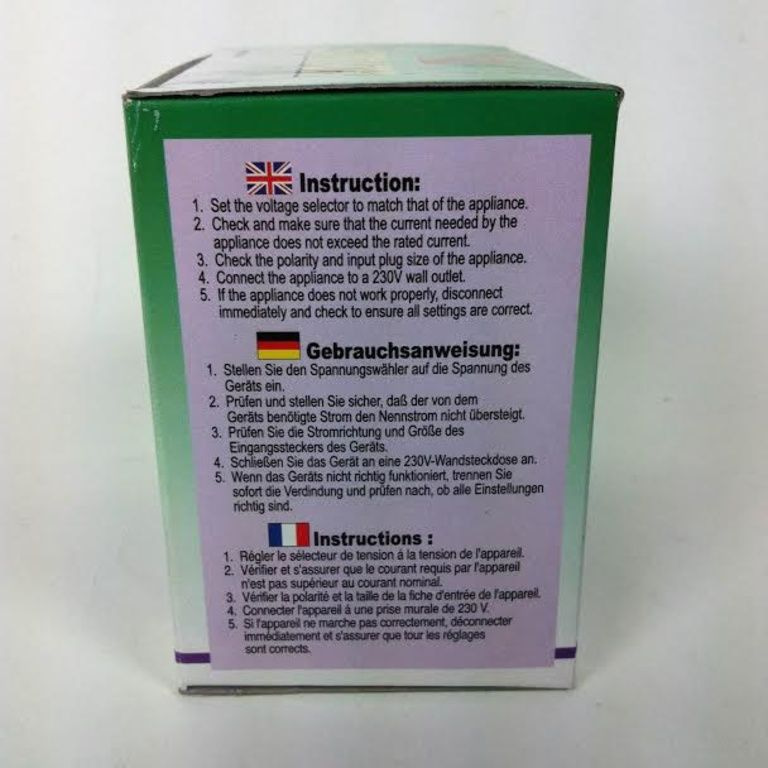 Instruction:
1. Set the voltage selector to match that of the appliance.
2. Check and make sure that the current needed by the
appliance does not exceed the rated current.
3. Check the polarity and input plug size of the appliance.
4. Connect the appliance to a 230V wall outlet.
5. If the appliance does not work properly, disconnect
immediately and check to ensure all settings are correct.
Gebrauchsanweisung:
1. Stellen Sie den Spannungswähler auf die Spannung des
Geräts ein.
2. Prüfen und stellen Sie sicher, daß der von dem
Geräts benötigte Strom den Nennstrom nicht übersteigt.
3. Prüfen Sie die Stromrichtung und Größe des
Eingangssteckers des Geräts.
4. Schließen Sie das Gerät an eine 230V-Wandsteckdose an.
5. Wenn das Geräts nicht richtig funktioniert, trennen Sie
sofort die Verdindung und prüfen nach, ob alle Einstellungen
richtig sind.
Instructions :
1. Régler le sélecteur de tension á la tension de l'appareil.
2. Vérifier et s'assurer que le courant requis par l'appareil
n'est pas supérieur au courant nominal.
3. Vérifier la polarité et la taille de la fiche d'entrée de l'appareil.
4. Connecter l'appareil á une prise murale de 230 V.
5. Si l'appareil ne marche pas correctement, déconnecter
immédiatement et s'assurer que tour les réglages
sont corrects.